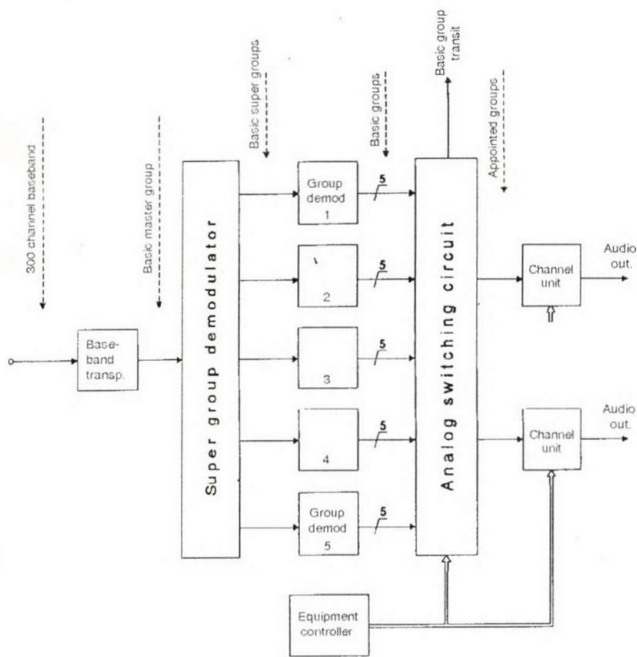 300 channel baseband
Basic master group
Basic super groups
Basic groups
Basic group
transit
Appointed groups
Base-
band
transp.
Super group demodulator
Group
demod
1
5
2
5
3
5
4
5
Group
demod
5
5
Analog switching circuit
Channel
unit
Audio
out.
Channel
unit
Audio
out.
Equipment
controller